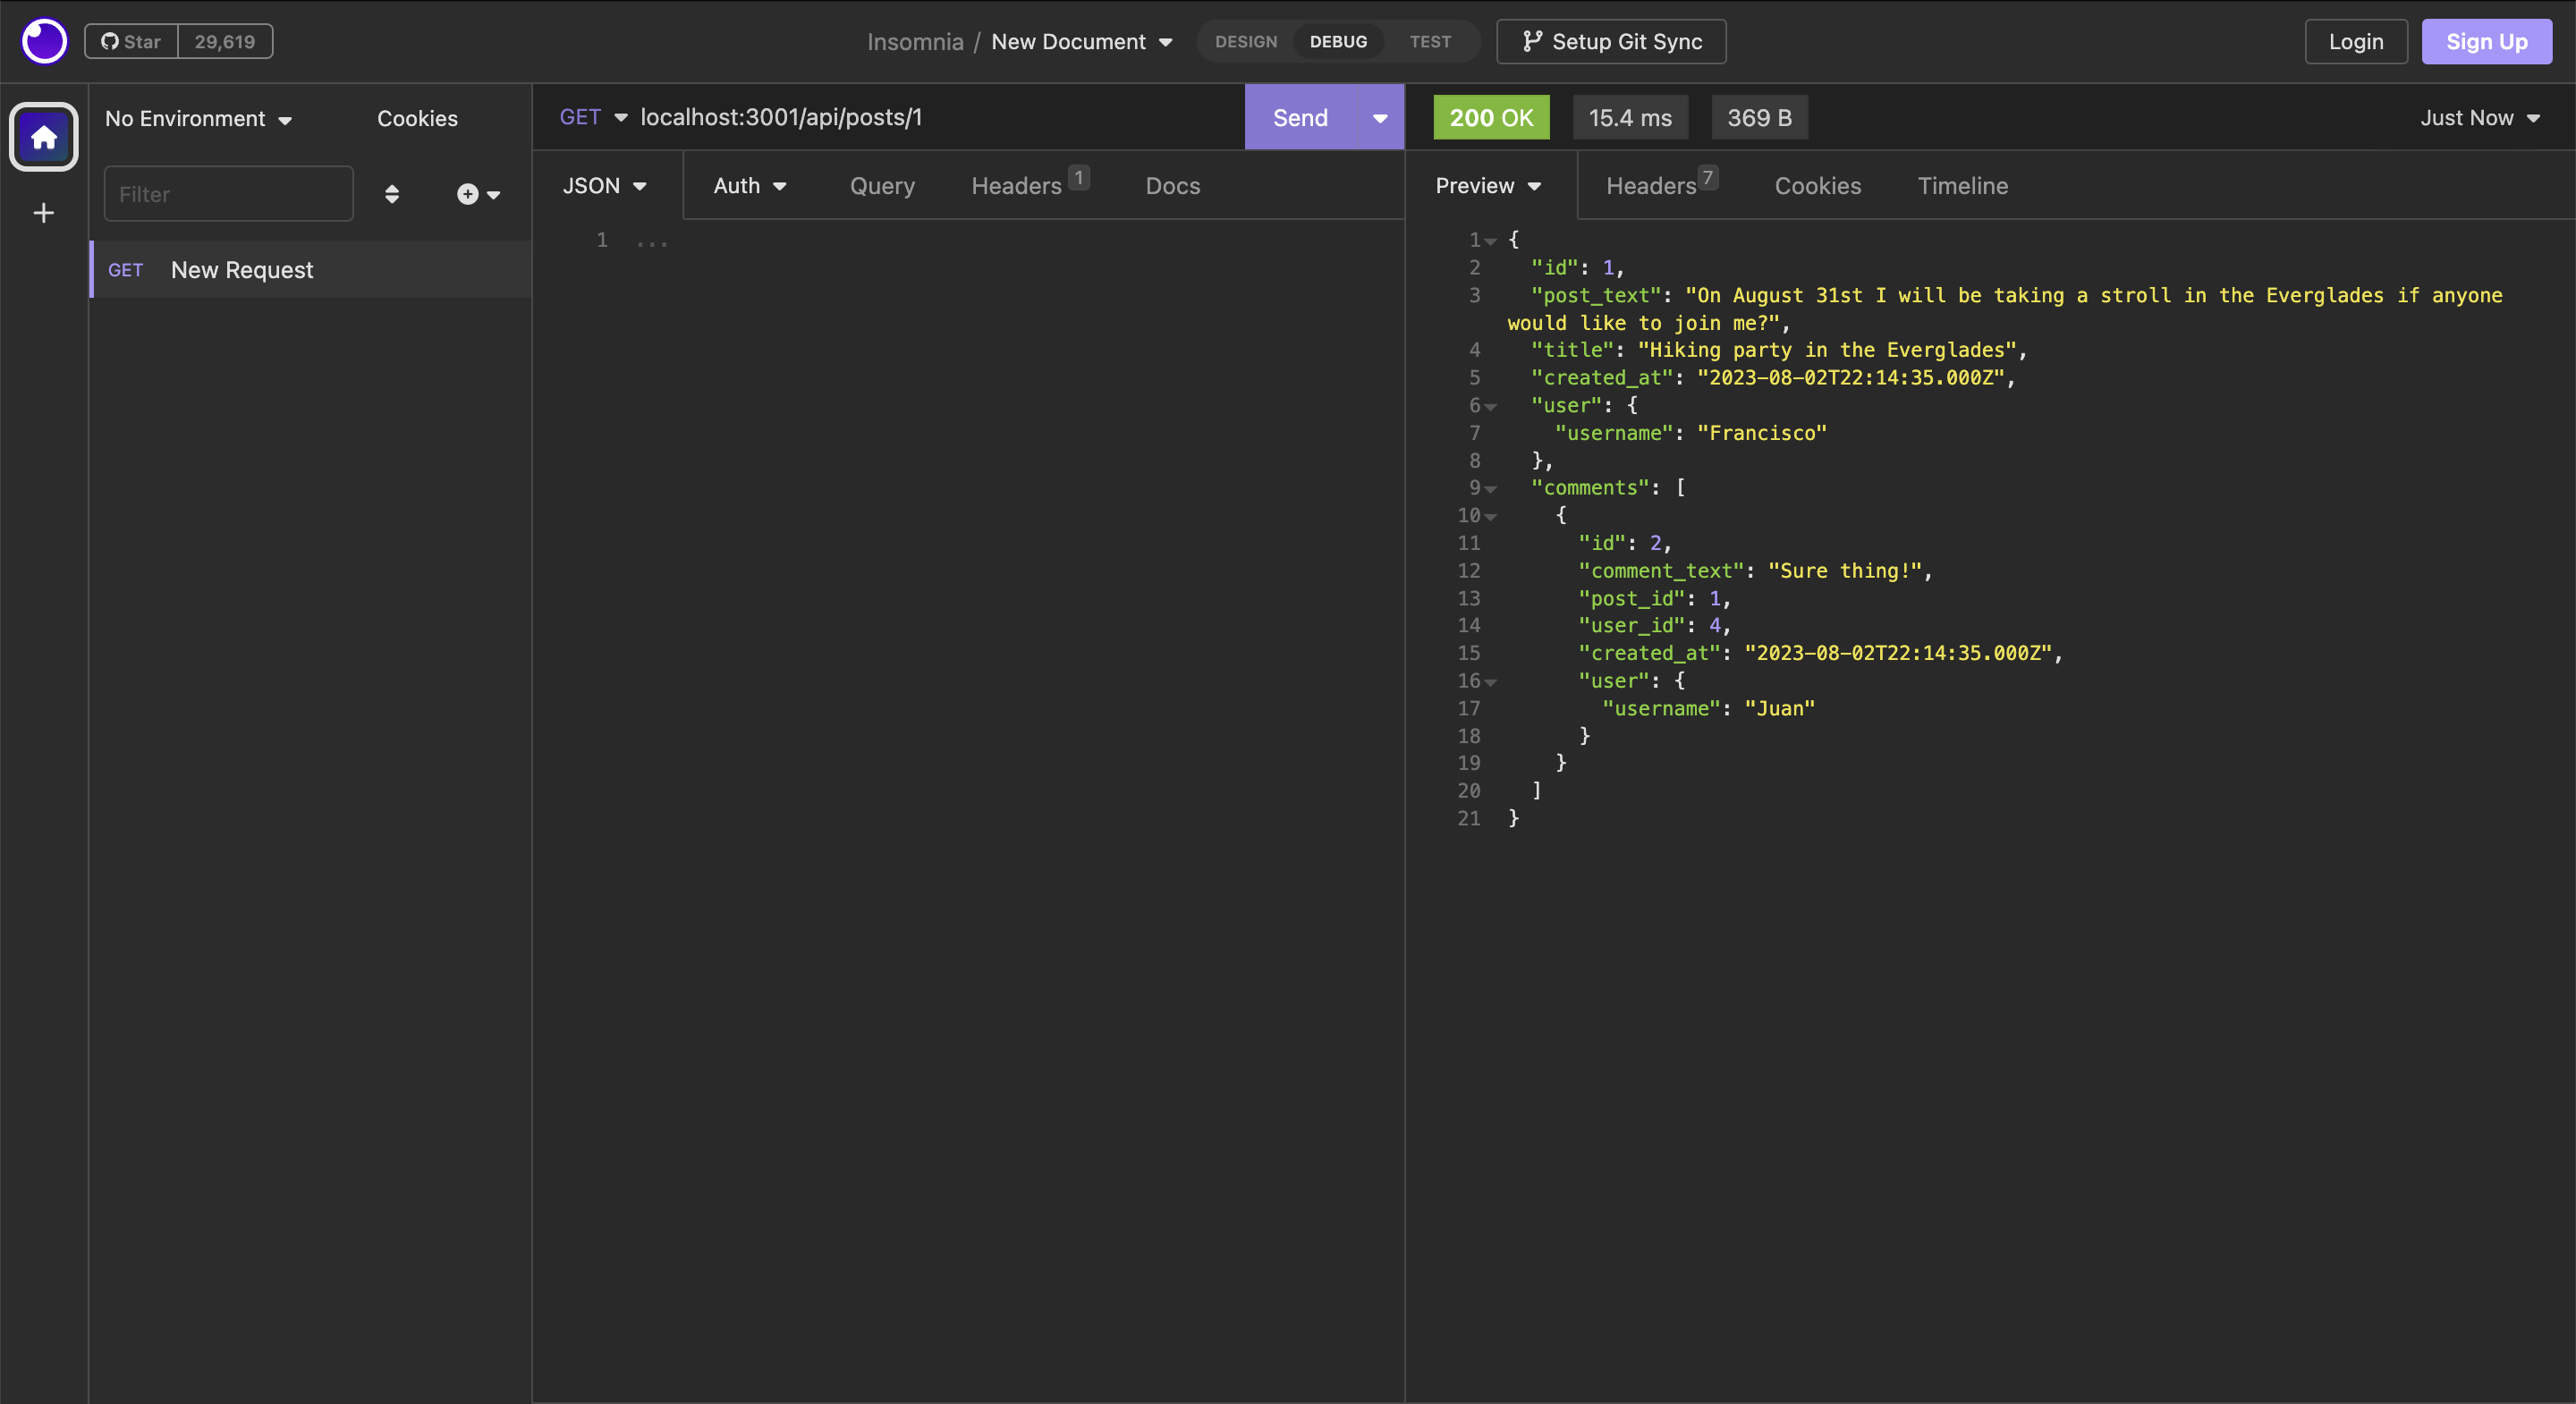 Star 29,619 Insomnia / New Document DESIGN DEBUG TEST Setup Git Sync Login Sign Up
No Environment Cookies
Filter
GET New Request
GET localhost:3001/api/posts/1 Send
JSON Auth Query Headers 1 Docs
1 ...
200 OK 15.4 ms 369 B Just Now
Preview Headers 7 Cookies Timeline
1 {
2 "id": 1,
3 "post_text": "On August 31st I will be taking a stroll in the Everglades if anyone
would like to join me?",
4 "title": "Hiking party in the Everglades",
5 "created_at": "2023-08-02T22:14:35.000Z",
6 "user": {
7 "username": "Francisco"
8 },
9 "comments": [
10 {
11 "id": 2,
12 "comment_text": "Sure thing!",
13 "post_id": 1,
14 "user_id": 4,
15 "created_at": "2023-08-02T22:14:35.000Z",
16 "user": {
17 "username": "Juan"
18 }
19 }
20 ]
21 }